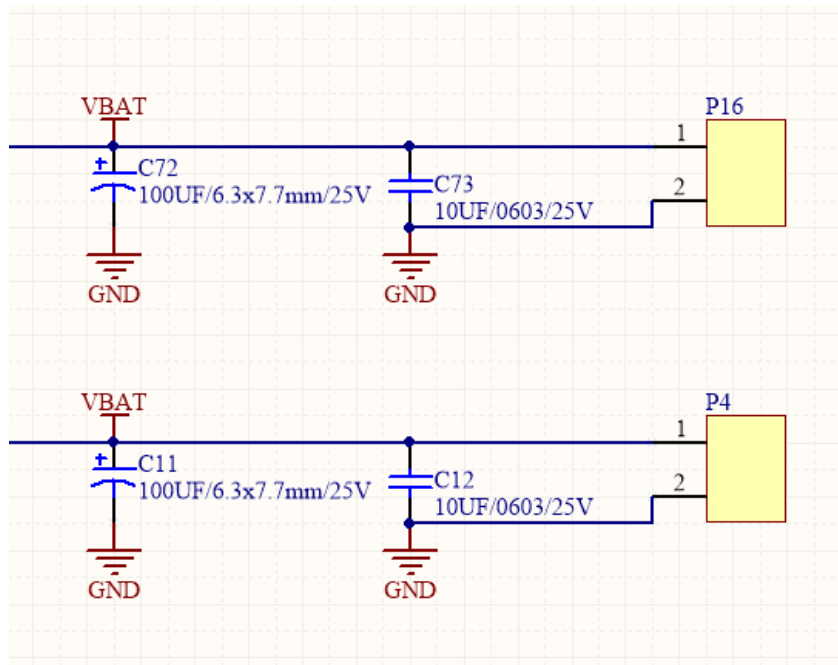 VBAT
P16
1
C72
100UF/6.3x7.7mm/25V
C73
2
10UF/0603/25V
GND
GND
VBAT
P4
1
C11
100UF/6.3x7.7mm/25V
C12
2
10UF/0603/25V
GND
GND